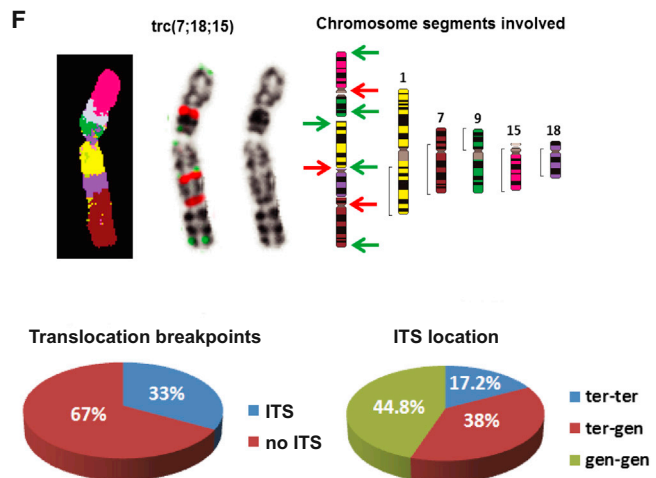 F
trc(7;18;15)
Chromosome segments involved
1
7
9
15
18
Translocation breakpoints
33%
67%
ITS
no ITS
ITS location
17.2%
38%
44.8%
ter-ter
ter-gen
gen-gen